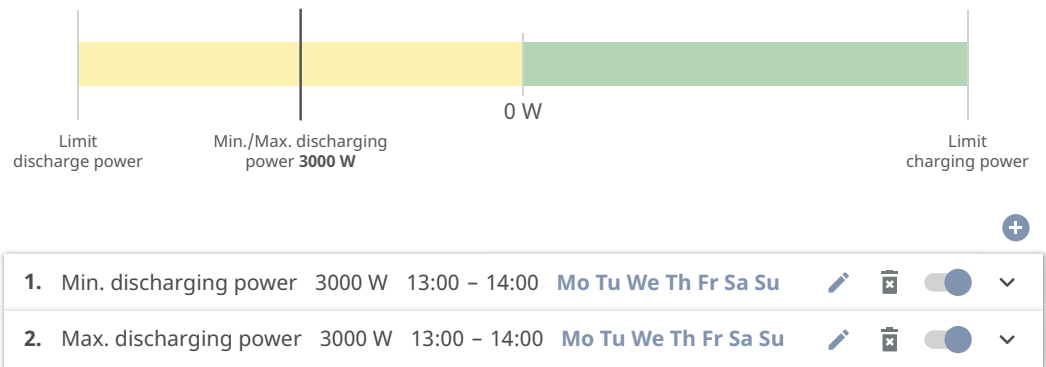 0 W
Limit
discharge power
Min./Max. discharging
power 3000 W
Limit
charging power
1. Min. discharging power 3000 W 13:00 – 14:00 Mo Tu We Th Fr Sa Su
2. Max. discharging power 3000 W 13:00 – 14:00 Mo Tu We Th Fr Sa Su